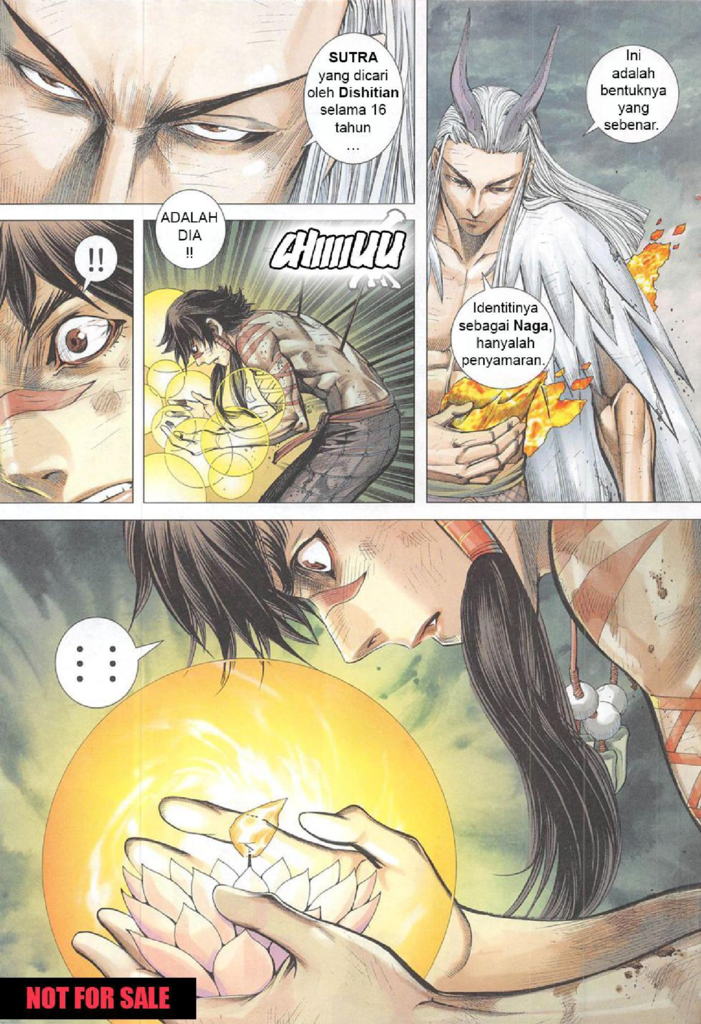 SUTRA
yang dicari
oleh Dishitian
selama 16
tahun
...
Ini
adalah
bentuknya
yang
sebenar.
Identitinya
sebagai Naga,
hanyalah
penyamaran.
!!
ADALAH
DIA
!!
CHIIIIUU
NOT FOR SALE